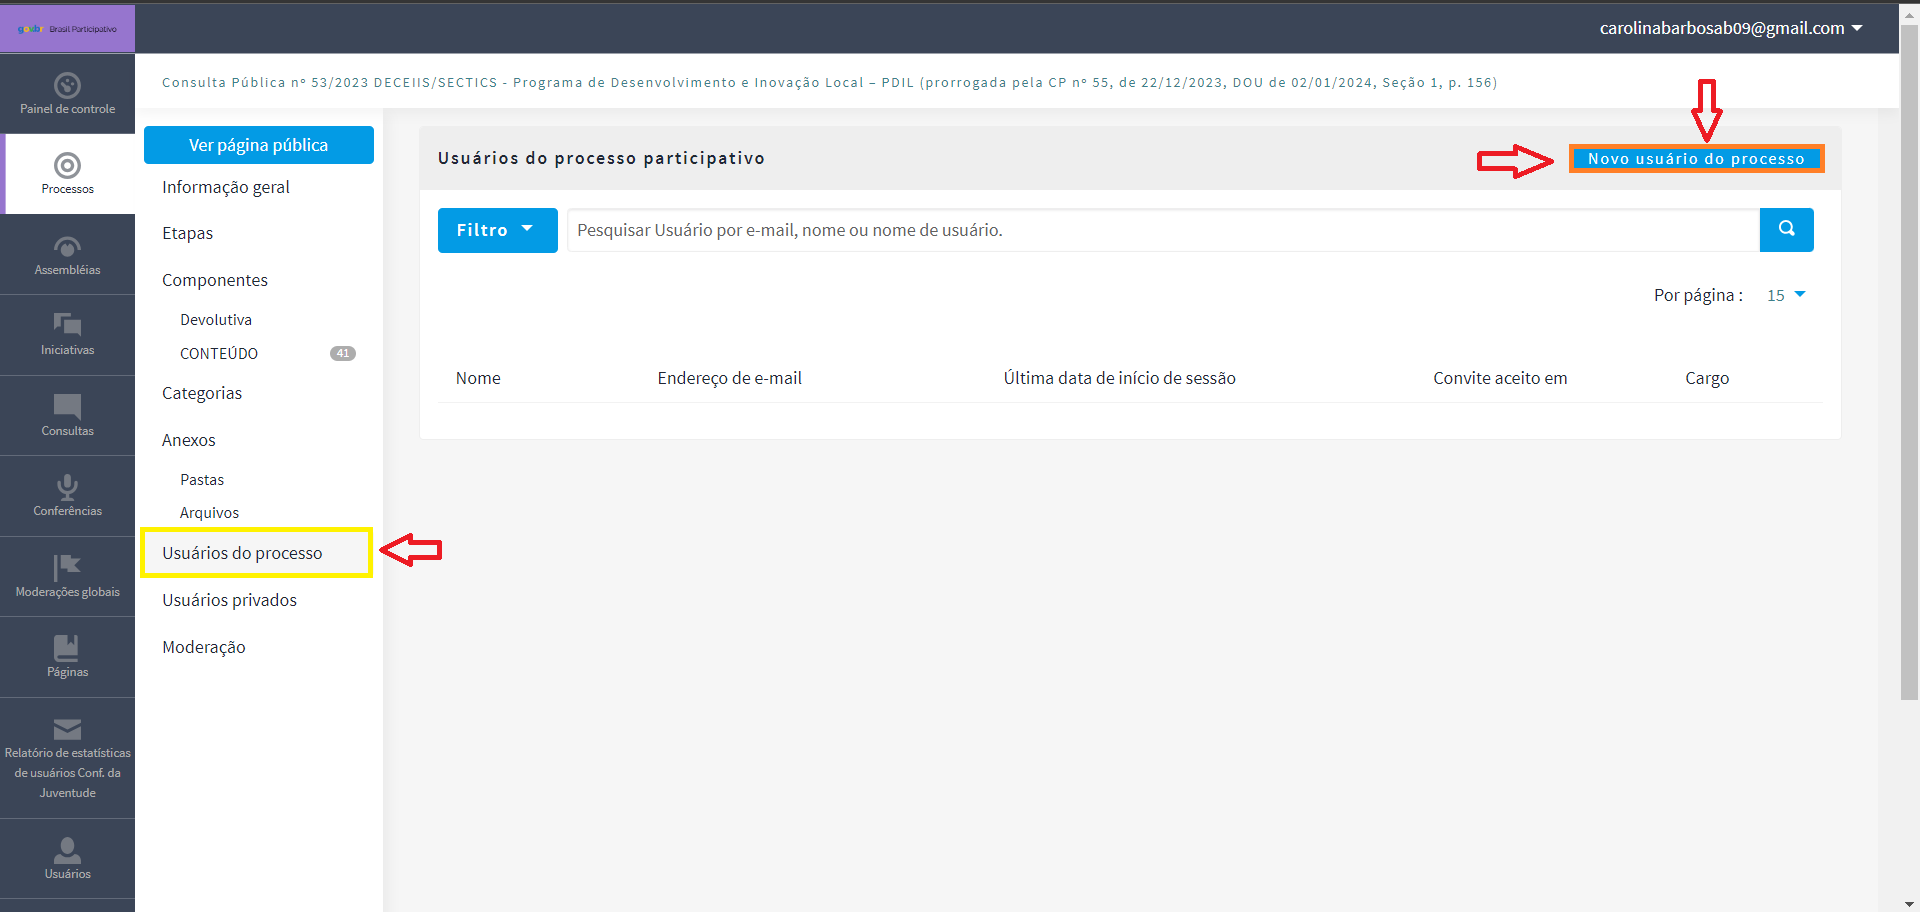 gov.br Brasil Participativo
carolinabarbosab09@gmail.com
Painel de controle
Processos
Assembléias
Iniciativas
Consultas
Conferências
Moderações globais
Páginas
Relatório de estatísticas
de usuários Conf. da
Juventude
Usuários
Consulta Pública nº 53/2023 DECEIIS/SECTICS - Programa de Desenvolvimento e Inovação Local – PDIL (prorrogada pela CP nº 55, de 22/12/2023, DOU de 02/01/2024, Seção 1, p. 156)
Ver página pública
Informação geral
Etapas
Componentes
Devolutiva
CONTEÚDO 41
Categorias
Anexos
Pastas
Arquivos
Usuários do processo
Usuários privados
Moderação
Usuários do processo participativo
Novo usuário do processo
Filtro
Pesquisar Usuário por e-mail, nome ou nome de usuário.
Por página : 15
Nome Endereço de e-mail Última data de início de sessão Convite aceito em Cargo